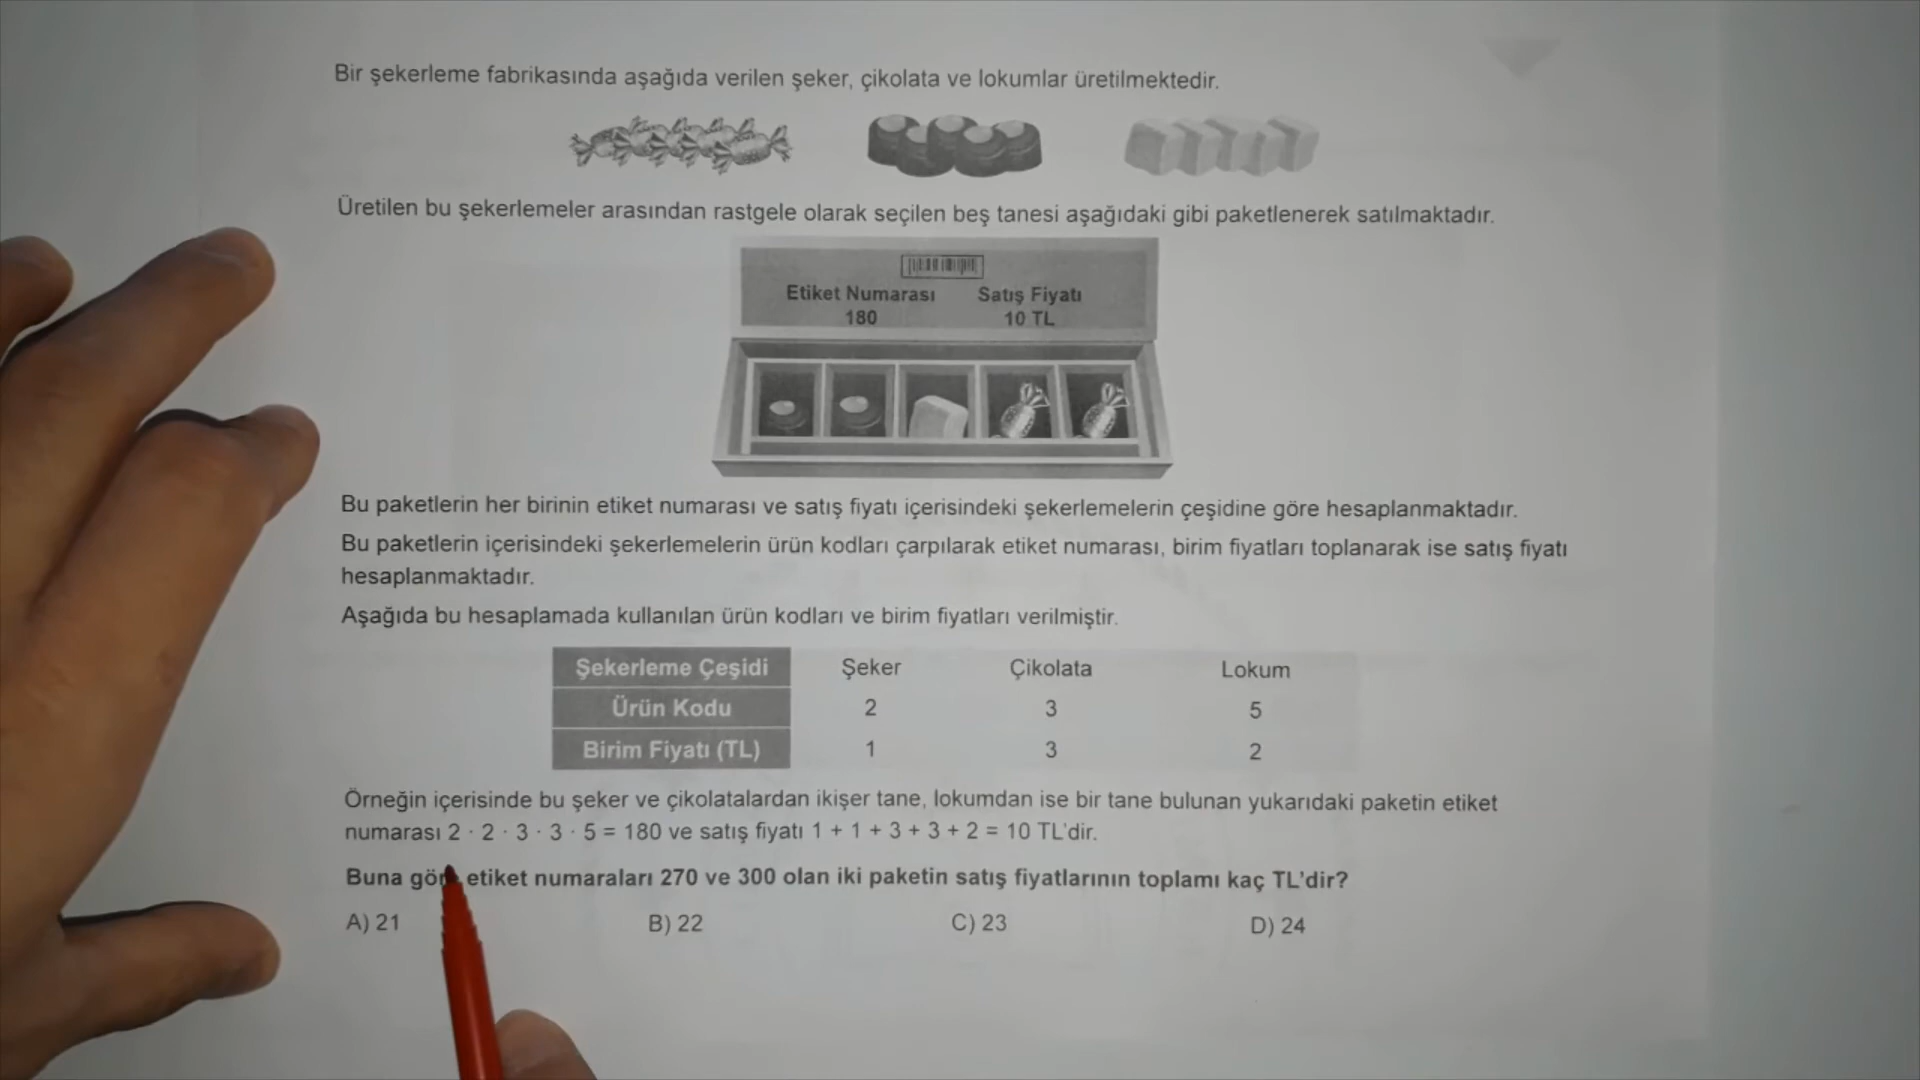 Bir şekerleme fabrikasında aşağıda verilen şeker, çikolata ve lokumlar üretilmektedir.
Üretilen bu şekerlemeler arasından rastgele olarak seçilen beş tanesi aşağıdaki gibi paketlenerek satılmaktadır.
Etiket Numarası Satış Fiyatı
180 10 TL
Bu paketlerin her birinin etiket numarası ve satış fiyatı içerisindeki şekerlemelerin çeşidine göre hesaplanmaktadır.
Bu paketlerin içerisindeki şekerlemelerin ürün kodları çarpılarak etiket numarası, birim fiyatları toplanarak ise satış fiyatı
hesaplanmaktadır.
Aşağıda bu hesaplamada kullanılan ürün kodları ve birim fiyatları verilmiştir.
Şekerleme Çeşidi Şeker Çikolata Lokum
Ürün Kodu 2 3 5
Birim Fiyatı (TL) 1 3 2
Örneğin içerisinde bu şeker ve çikolatalardan ikişer tane, lokumdan ise bir tane bulunan yukarıdaki paketin etiket
numarası 2 · 2 · 3 · 3 · 5 = 180 ve satış fiyatı 1 + 1 + 3 + 3 + 2 = 10 TL'dir.
Buna etiket numaraları 270 ve 300 olan iki paketin satış fiyatlarının toplamı kaç TL'dir?
A) 21 B) 22 C) 23 D) 24